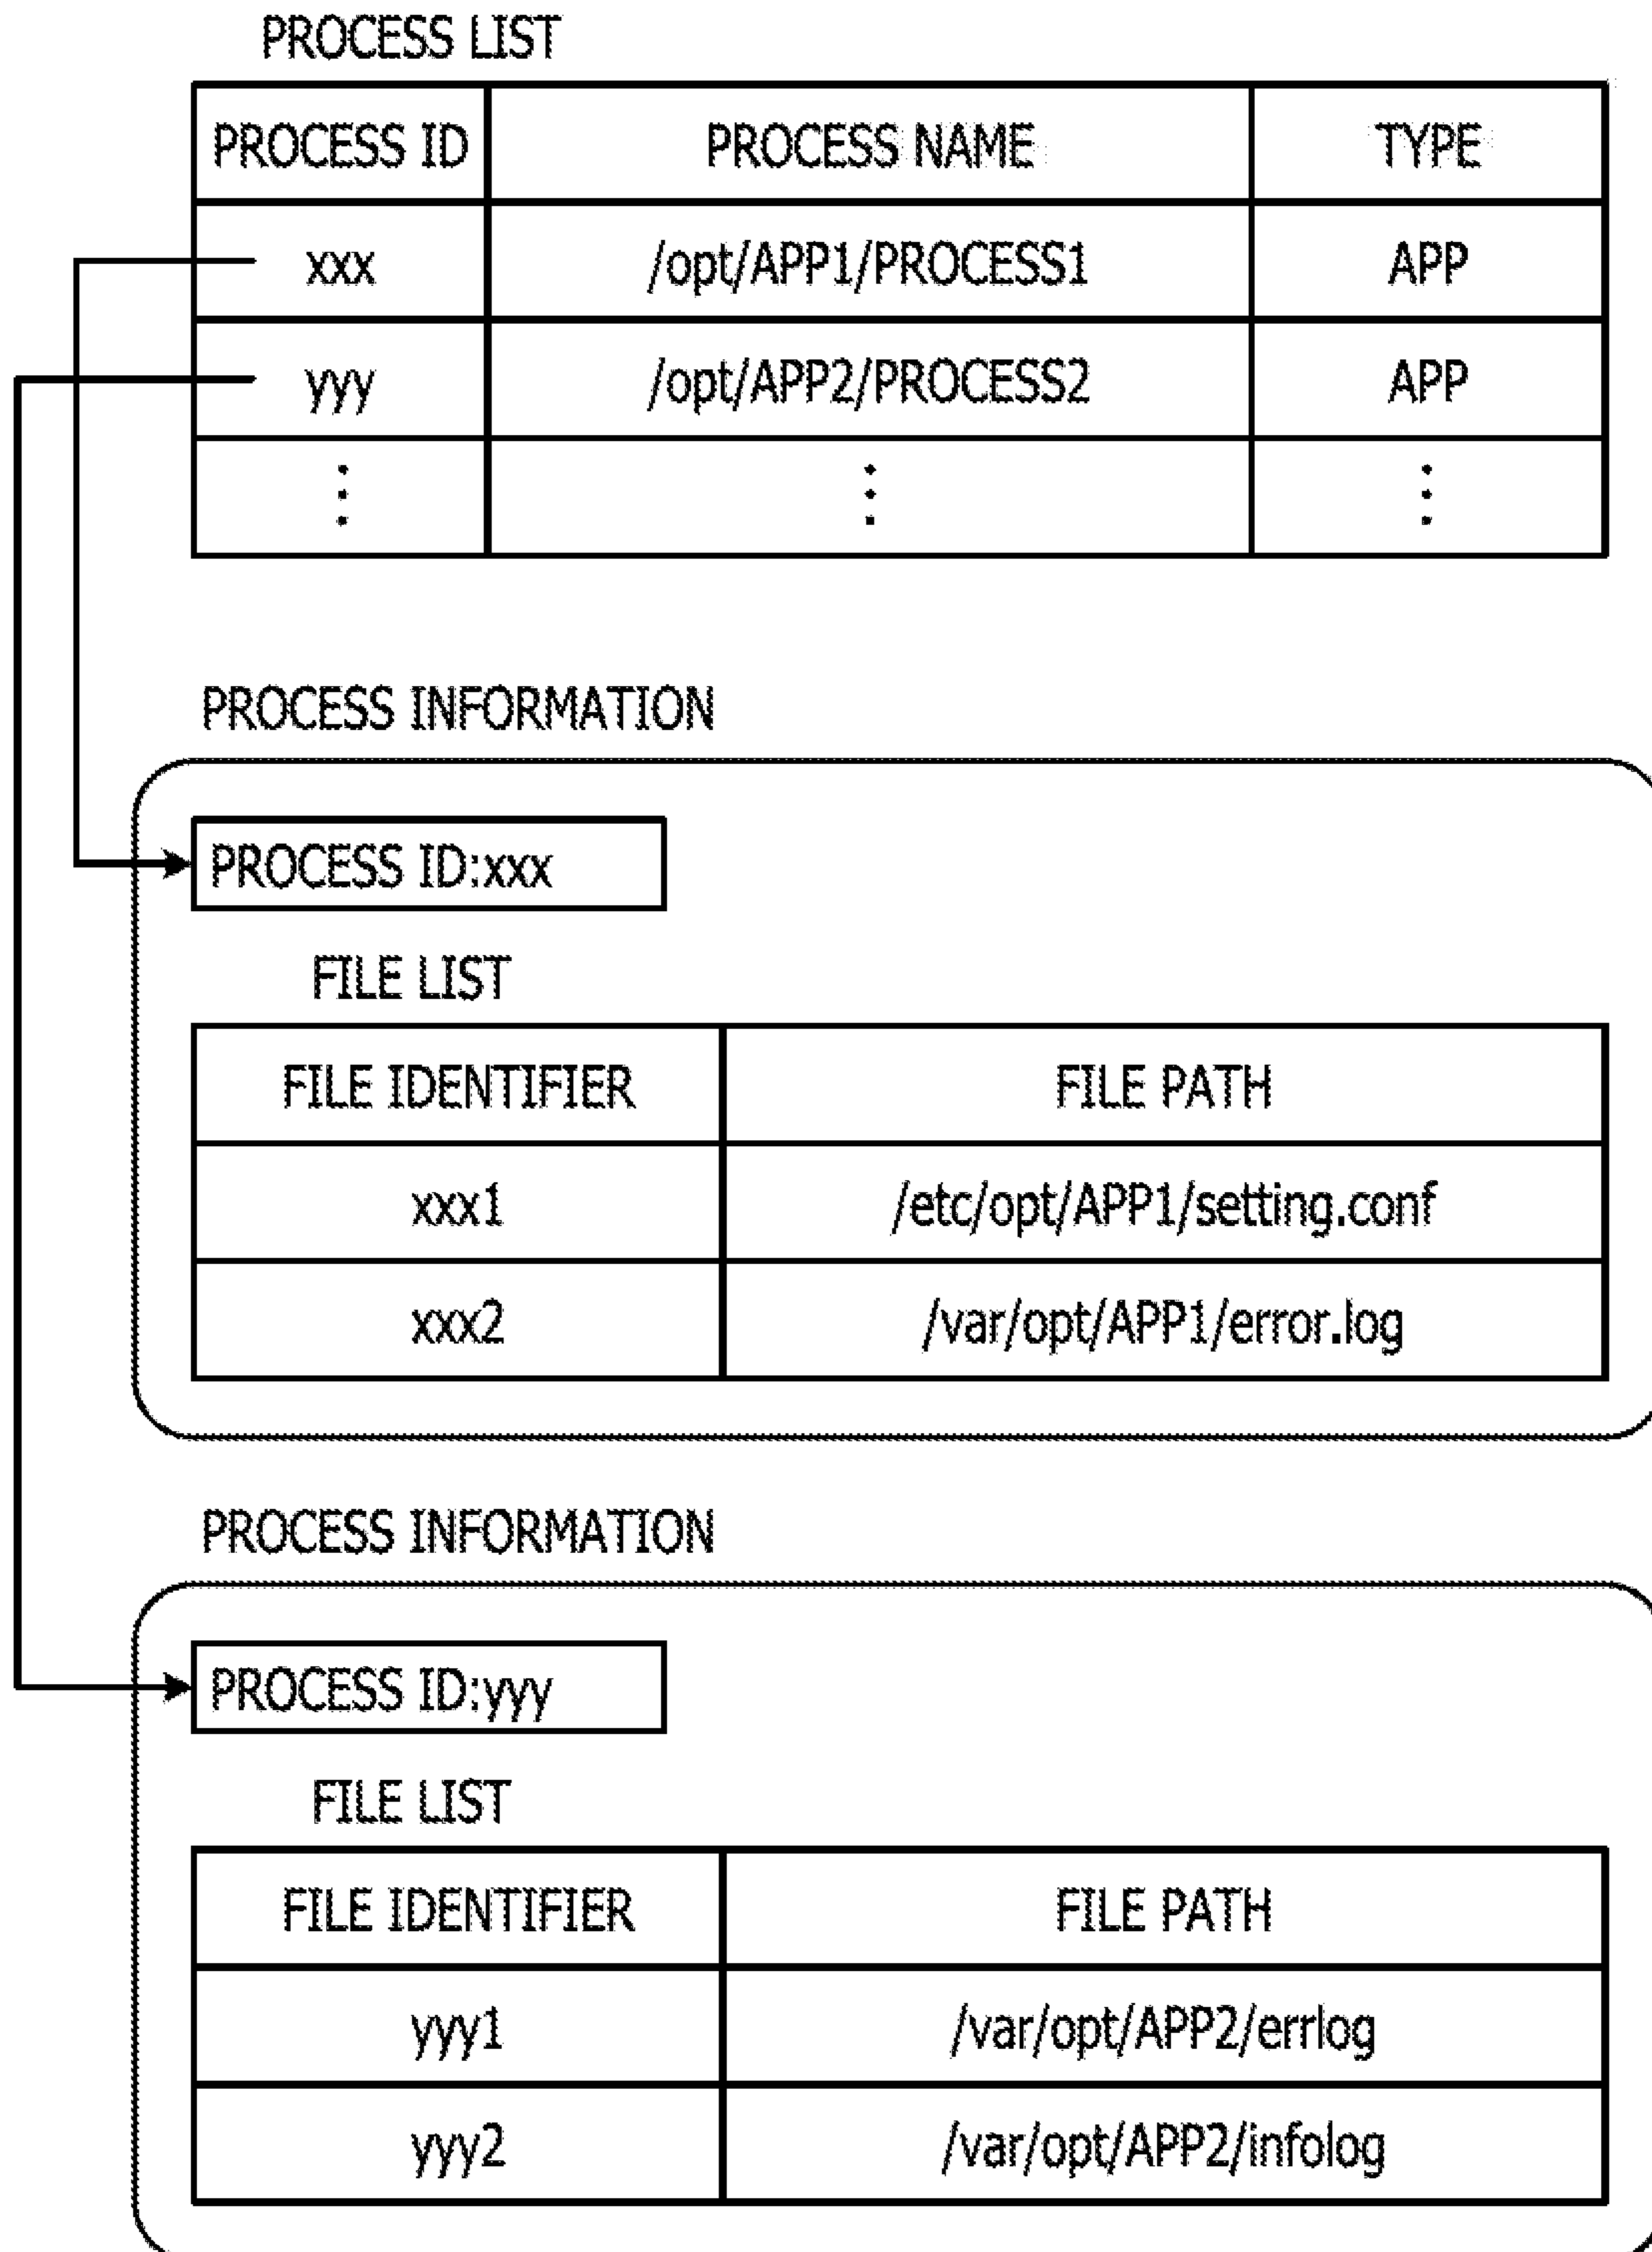 PROCESS LIST
PROCESS ID PROCESS NAME TYPE
xxx /opt/APP1/PROCESS1 APP
yyy /opt/APP2/PROCESS2 APP
⋮ ⋮ ⋮
PROCESS INFORMATION
PROCESS ID:xxx
FILE LIST
FILE IDENTIFIER FILE PATH
xxx1 /etc/opt/APP1/setting.conf
xxx2 /var/opt/APP1/error.log
PROCESS INFORMATION
PROCESS ID:yyy
FILE LIST
FILE IDENTIFIER FILE PATH
yyy1 /var/opt/APP2/errlog
yyy2 /var/opt/APP2/infolog